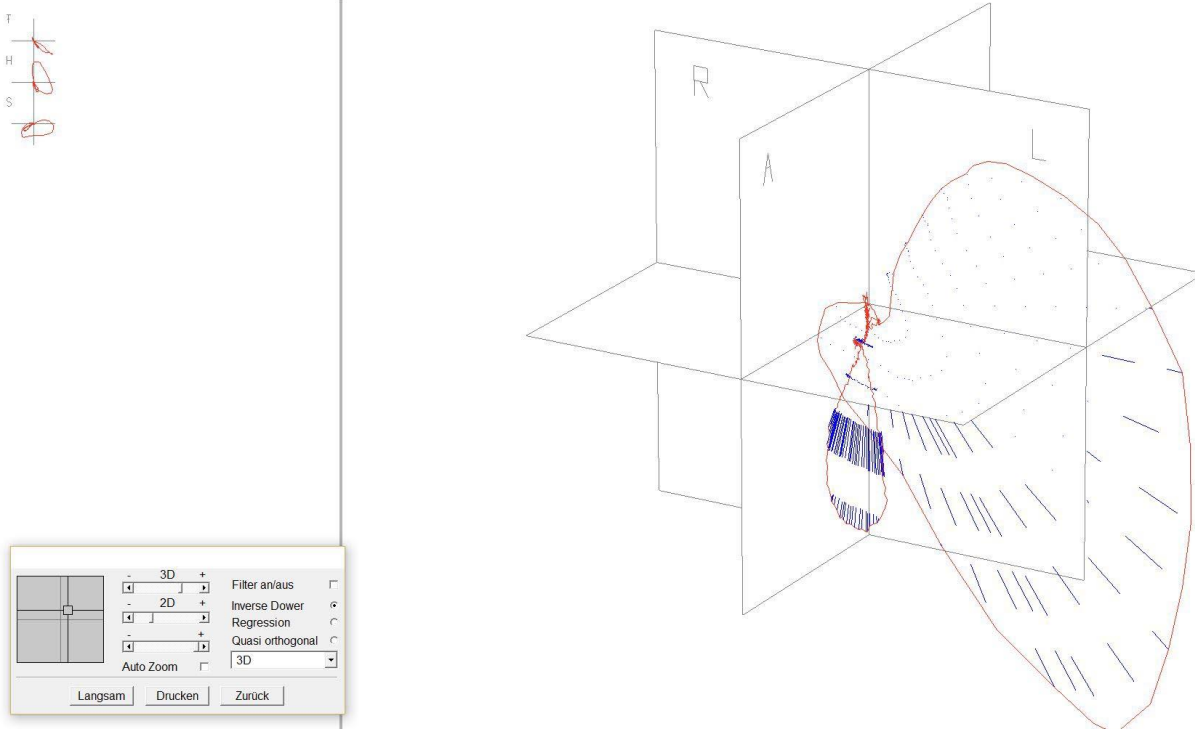 T
H
S
R
A
L
- 3D +
- 2D +
- +
Auto Zoom
Filter an/aus
Inverse Dower
Regression
Quasi orthogonal
3D
Langsam Drucken Zurück